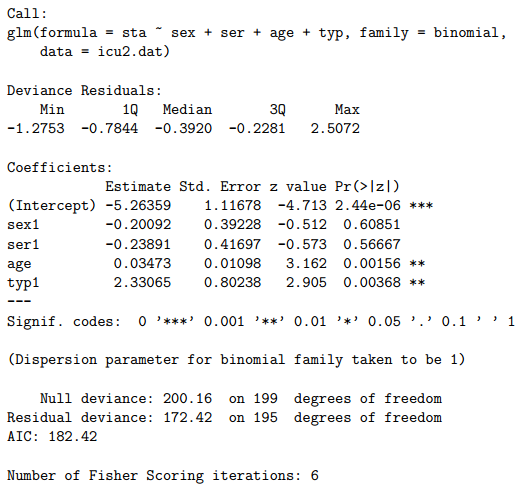 Call:
glm(formula = sta ~ sex + ser + age + typ, family = binomial,
    data = icu2.dat)
Deviance Residuals:
    Min      1Q  Median      3Q     Max
-1.2753 -0.7844 -0.3920 -0.2281  2.5072
Coefficients:
            Estimate Std. Error z value Pr(>|z|)
(Intercept) -5.26359    1.11678  -4.713 2.44e-06 ***
sex1        -0.20092    0.39228  -0.512  0.60851
ser1        -0.23891    0.41697  -0.573  0.56667
age          0.03473    0.01098   3.162  0.00156 **
typ1         2.33065    0.80238   2.905  0.00368 **
---
Signif. codes:  0 ’***’ 0.001 ’**’ 0.01 ’*’ 0.05 ’.’ 0.1 ’ ’ 1
(Dispersion parameter for binomial family taken to be 1)
    Null deviance: 200.16  on 199  degrees of freedom
Residual deviance: 172.42  on 195  degrees of freedom
AIC: 182.42
Number of Fisher Scoring iterations: 6